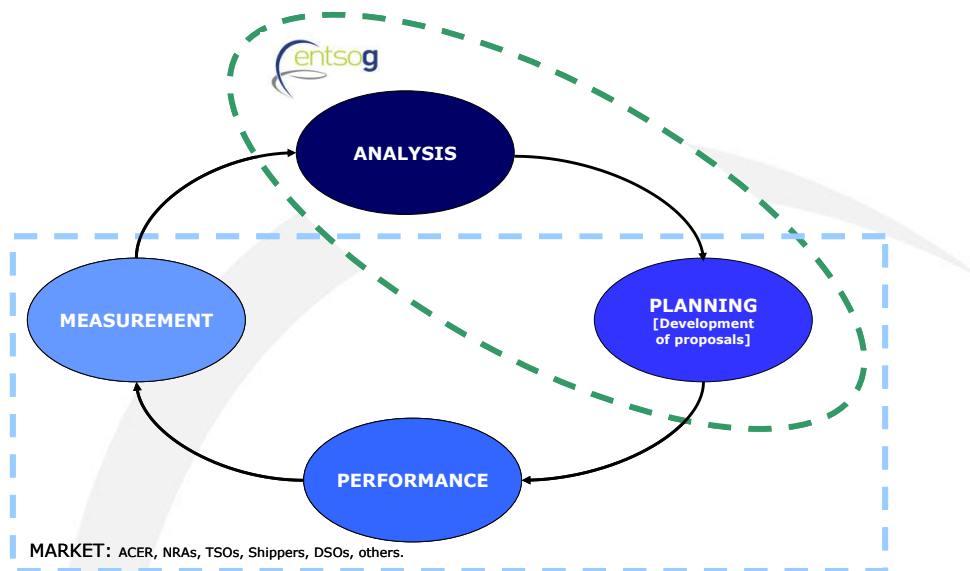 entsog
ANALYSIS
MEASUREMENT
PLANNING
[Development
of proposals]
PERFORMANCE
MARKET: ACER, NRAs, TSOs, Shippers, DSOs, others.